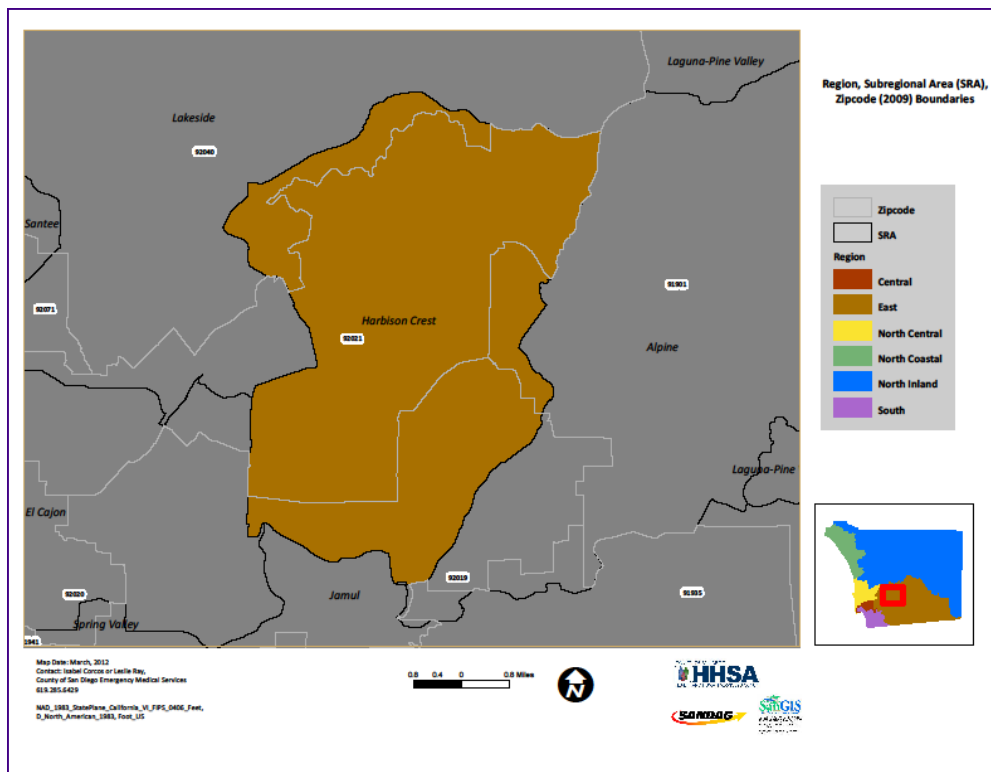 Laguna-Pine Valley
Region, Subregional Area (SRA),
Zipcode (2009) Boundaries
Lakeside
92040
Zipcode
SRA
Region
Central
East
North Central
North Coastal
North Inland
South
Santee
92071
91901
Harbison Crest
92021
Alpine
Laguna-Pine
El Cajon
92020
92019
91935
Jamul
Spring Valley
1941
Map Date: March, 2012
Contact: Isabel Corcos or Leslie Ray,
County of San Diego Emergency Medical Services
619.285.6429
NAD_1983_StatePlane_California_VI_FIPS_0406_Feet,
D_North_American_1983, Foot_US
0.8 0.4 0 0.8 Miles
N
HHSA
SANDAG
SanGIS